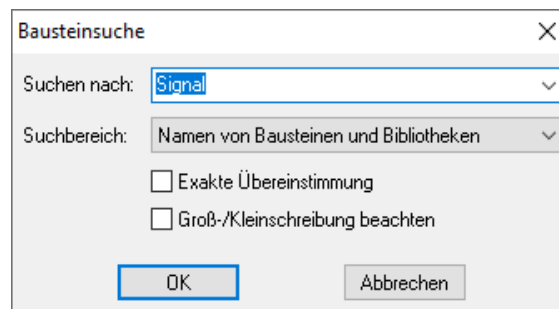 Bausteinsuche
Suchen nach: Signal
Suchbereich: Namen von Bausteinen und Bibliotheken
Exakte Übereinstimmung
Groß-/Kleinschreibung beachten
OK Abbrechen